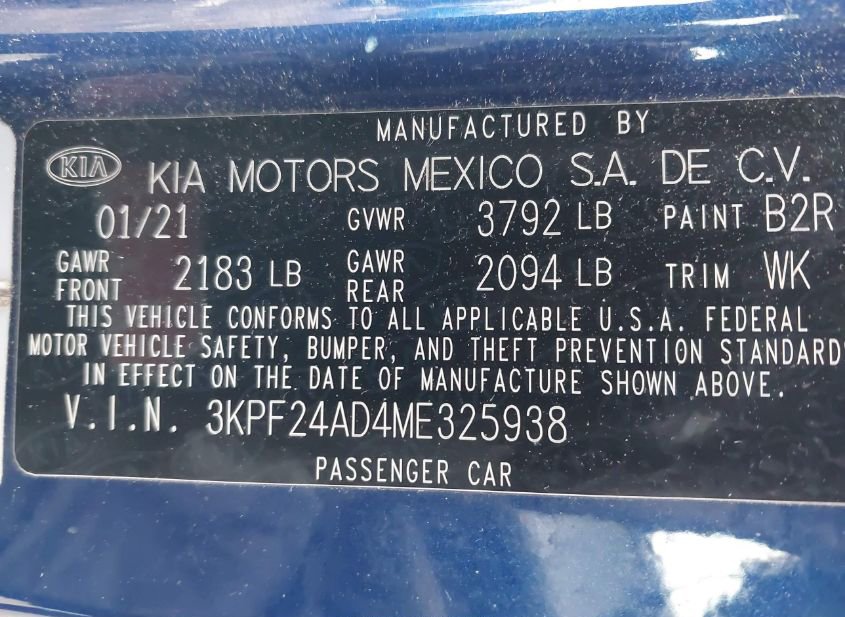 MANUFACTURED BY
KIA KIA MOTORS MEXICO S.A. DE C.V.
01/21 GVWR 3792 LB PAINT B2R
GAWR FRONT 2183 LB GAWR REAR 2094 LB TRIM WK
THIS VEHICLE CONFORMS TO ALL APPLICABLE U.S.A. FEDERAL
MOTOR VEHICLE SAFETY, BUMPER, AND THEFT PREVENTION STANDARD
IN EFFECT ON THE DATE OF MANUFACTURE SHOWN ABOVE.
V.I.N. 3KPF24AD4ME325938
PASSENGER CAR